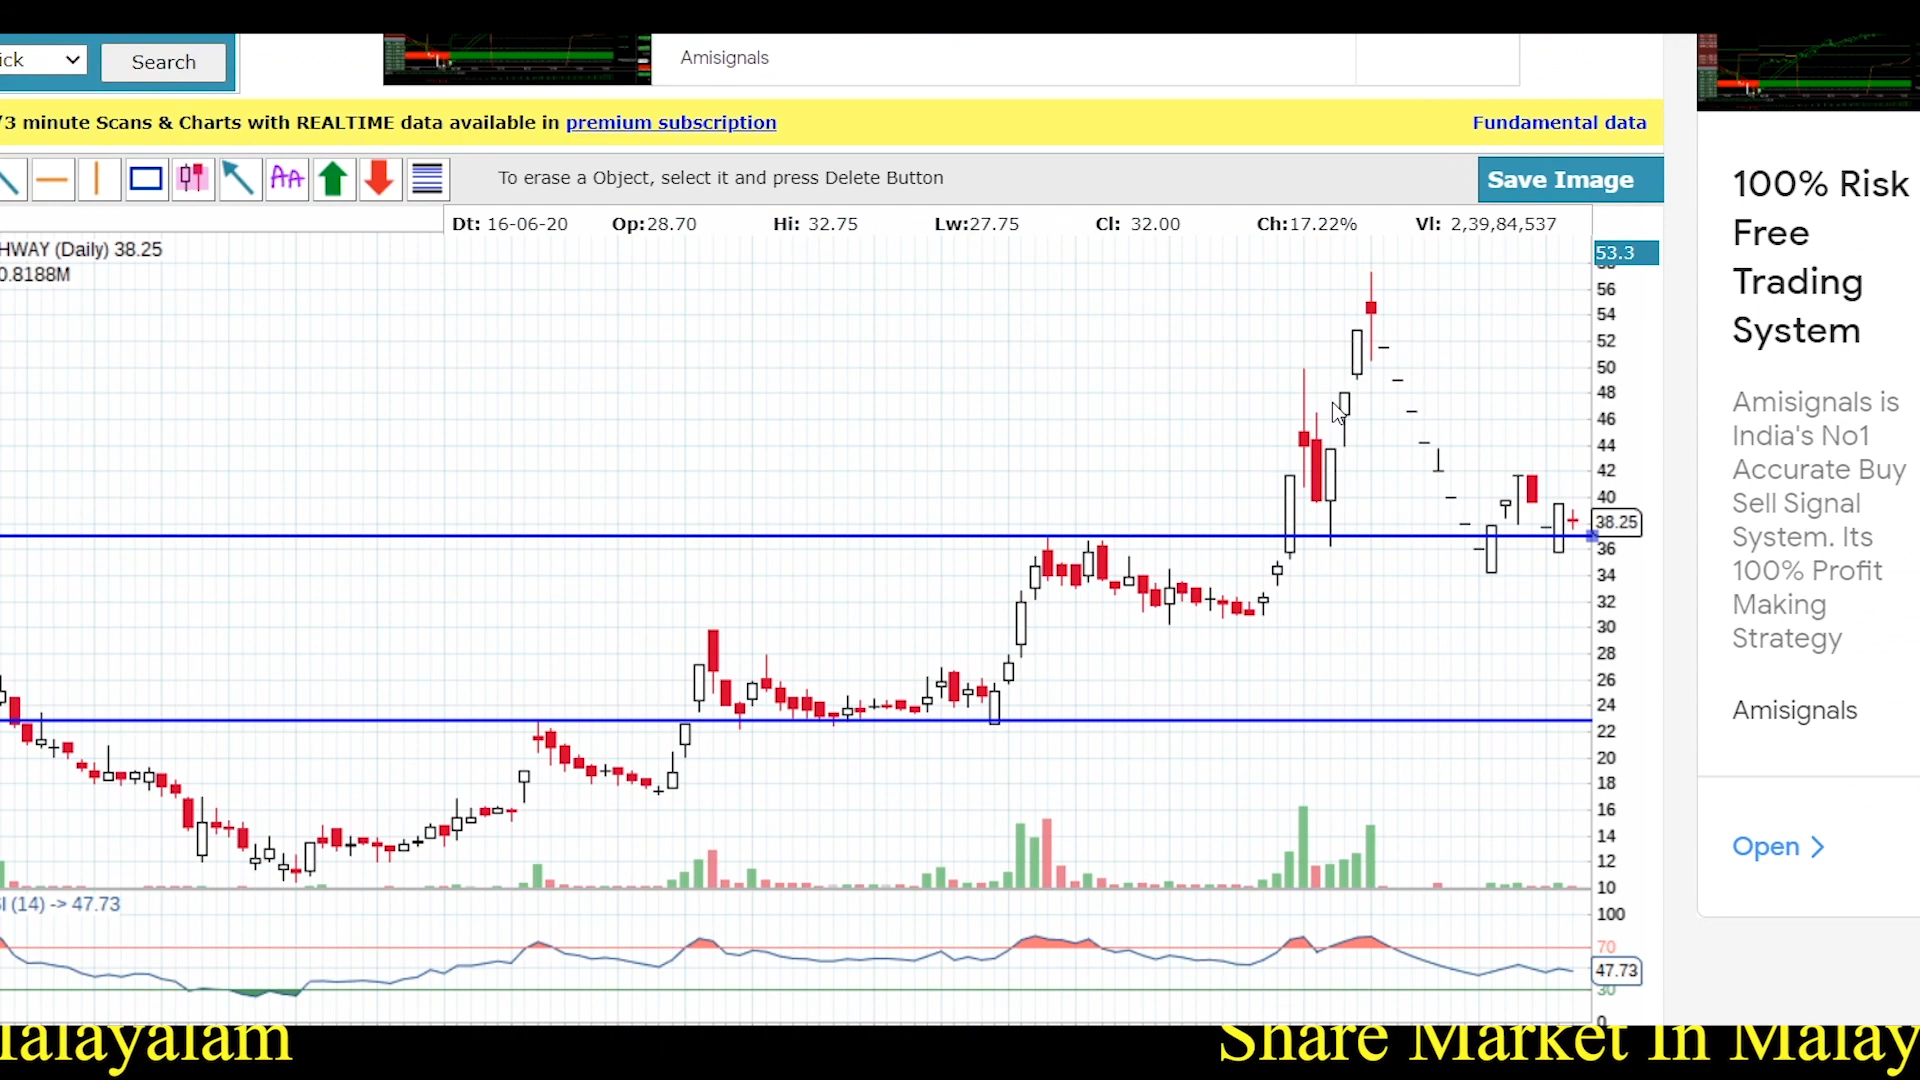 ick
Search
Amisignals
/3 minute Scans & Charts with REALTIME data available in premium subscription
Fundamental data
AA
To erase a Object, select it and press Delete Button
Save Image
Dt: 16-06-20 Op:28.70 Hi: 32.75 Lw:27.75 Cl: 32.00 Ch:17.22% Vl: 2,39,84,537
HWAY (Daily) 38.25
0.8188M
53.3
56
54
52
50
48
46
44
42
40
38.25
36
34
32
30
28
26
24
22
20
18
16
14
12
10
I (14) -> 47.73
100
70
47.73
30
0
100% Risk
Free
Trading
System
Amisignals is
India's No1
Accurate Buy
Sell Signal
System. Its
100% Profit
Making
Strategy
Amisignals
Open
alayalam
Share Market In Malay